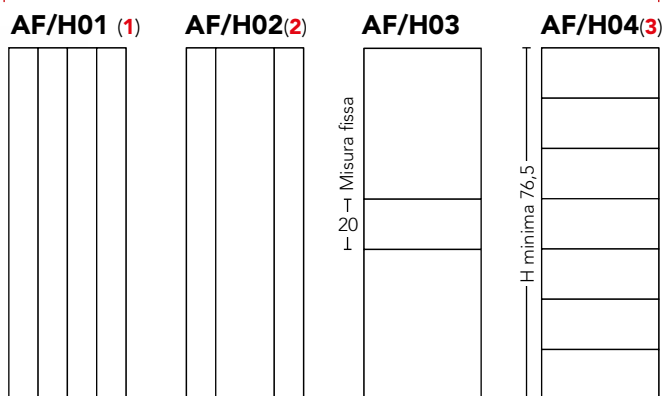 AF/H01 (1)
AF/H02(2)
AF/H03
AF/H04(3)
Misura fissa
20
H minima 76,5